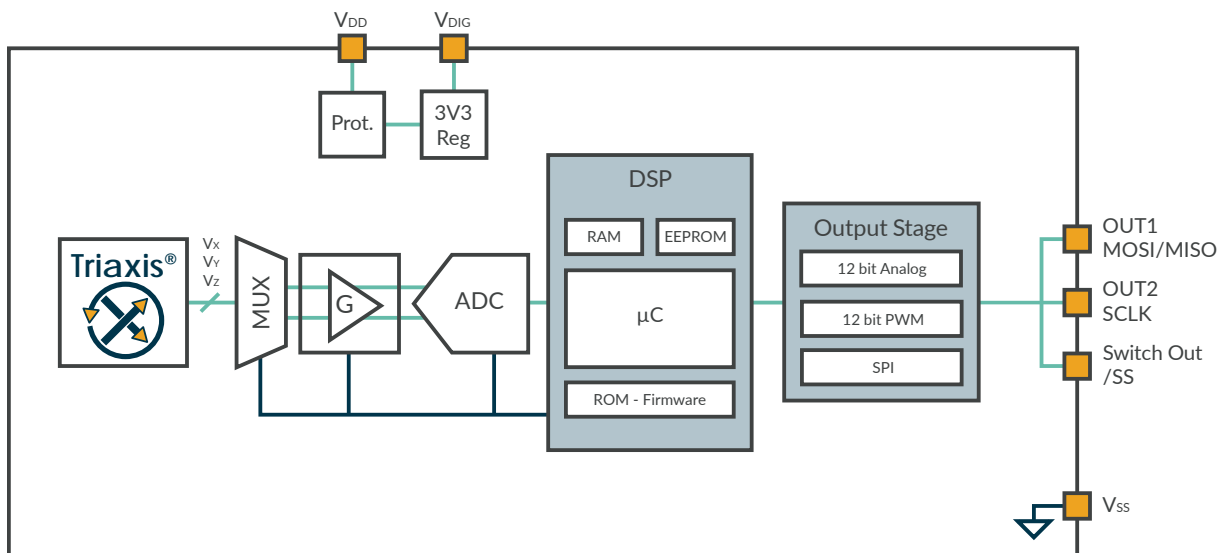 VDD
VDIG
Prot.
3V3
Reg
DSP
RAM
EEPROM
µC
ROM - Firmware
Output Stage
12 bit Analog
12 bit PWM
SPI
Triaxis®
VX
VY
VZ
MUX
G
ADC
OUT1
MOSI/MISO
OUT2
SCLK
Switch Out
/SS
VSS